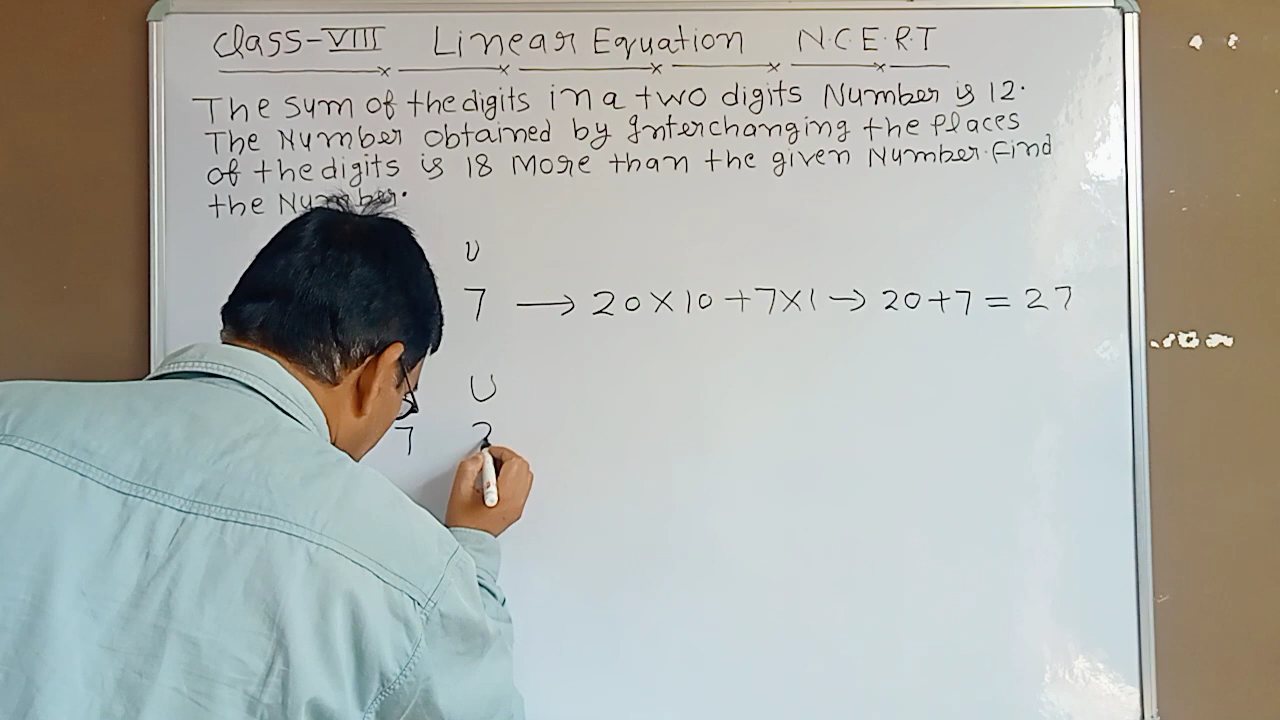 Class-VIII Linear Equation N.C.E.R.T
The sum of the digits in a two digits Number is 12.
The Number obtained by Interchanging the Places
of the digits is 18 More than the given Number. Find
the Number.
U
7 → 20×10+7×1 → 20+7=27
U
7 2